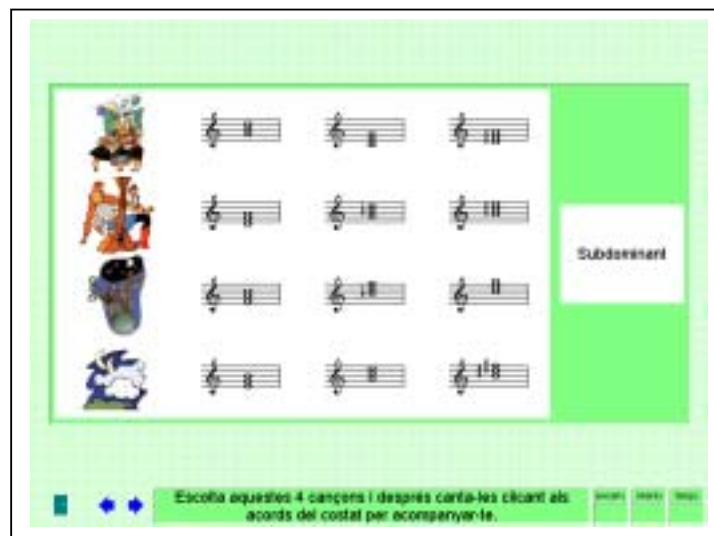 Subdominant
Escolta aquestes 4 cançons i després canta-les clicant als
acords del costat per acompanyar-te.